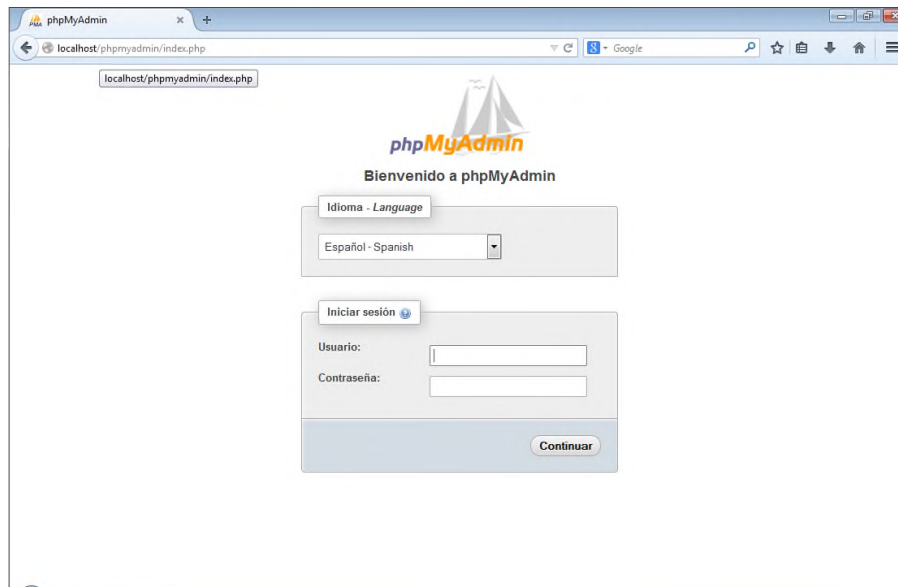 phpMyAdmin
localhost/phpmyadmin/index.php
Google
localhost/phpmyadmin/index.php
phpMyAdmin
Bienvenido a phpMyAdmin
Idioma - Language
Español - Spanish
Iniciar sesión
Usuario:
Contraseña:
Continuar